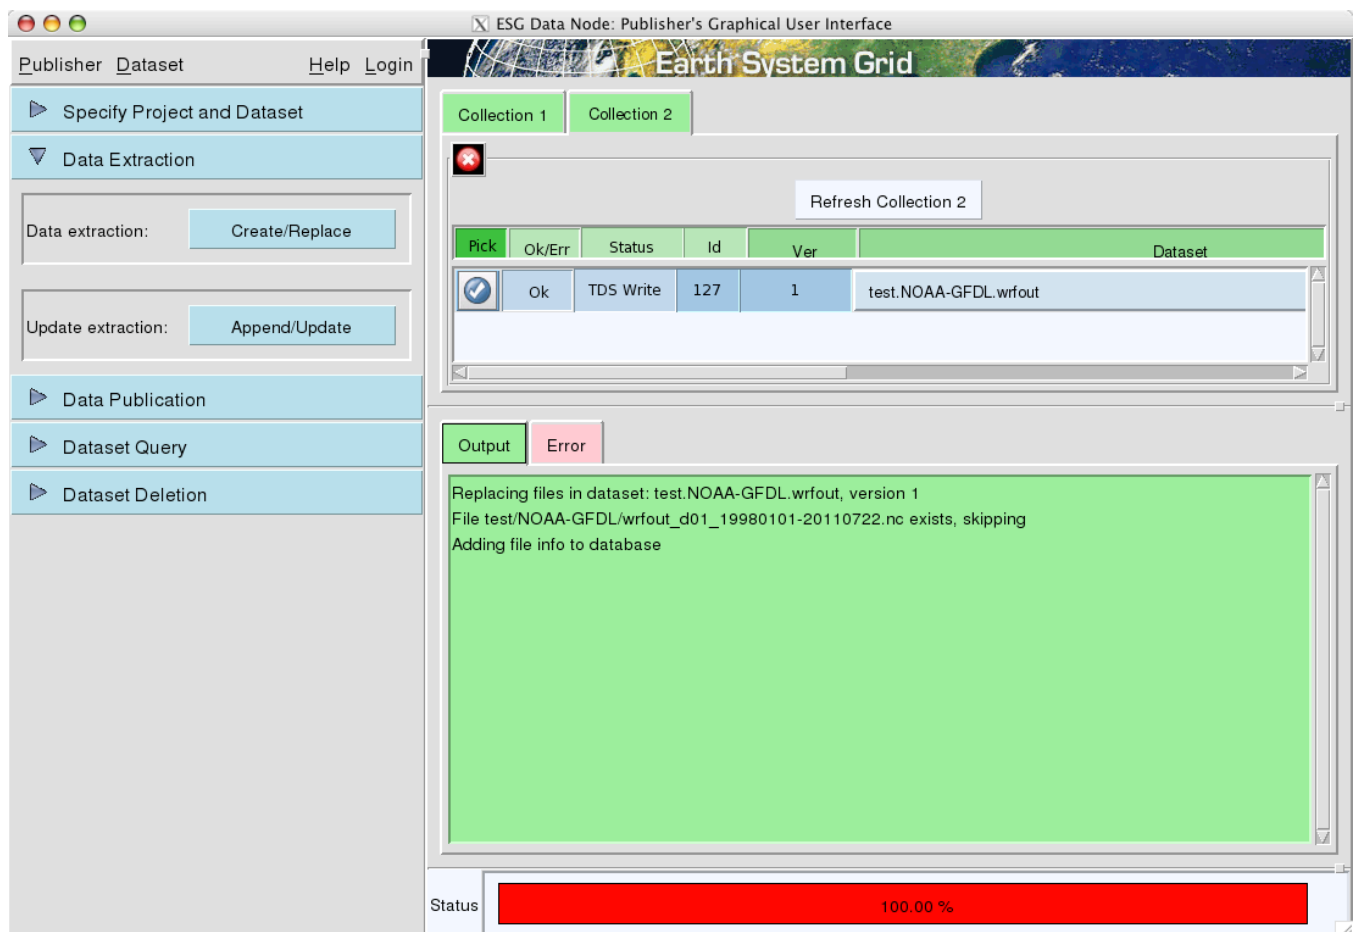 X ESG Data Node: Publisher's Graphical User Interface
Publisher Dataset Help Login
Earth System Grid
Specify Project and Dataset
Data Extraction
Data extraction: Create/Replace
Update extraction: Append/Update
Data Publication
Dataset Query
Dataset Deletion
Collection 1 Collection 2
Refresh Collection 2
Pick Ok/Err Status Id Ver Dataset
Ok TDS Write 127 1 test.NOAA-GFDL.wrfout
Output Error
Replacing files in dataset: test.NOAA-GFDL.wrfout, version 1
File test/NOAA-GFDL/wrfout_d01_19980101-20110722.nc exists, skipping
Adding file info to database
Status 100.00 %